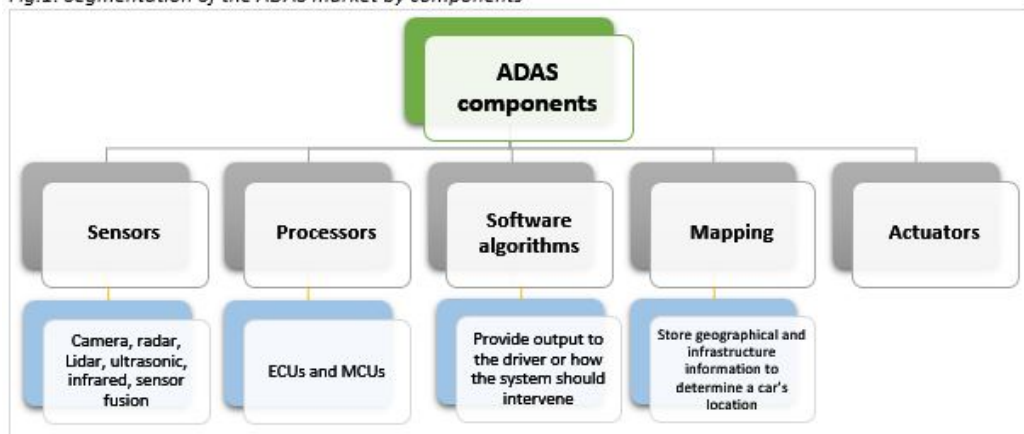 Fig.1: Segmentation of the ADAS market by components
ADAS
components
Sensors
Processors
Software
algorithms
Mapping
Actuators
Camera, radar,
Lidar, ultrasonic,
infrared, sensor
fusion
ECUs and MCUs
Provide output to
the driver or how
the system should
intervene
Store geographical and
infrastructure
information to
determine a car's
location